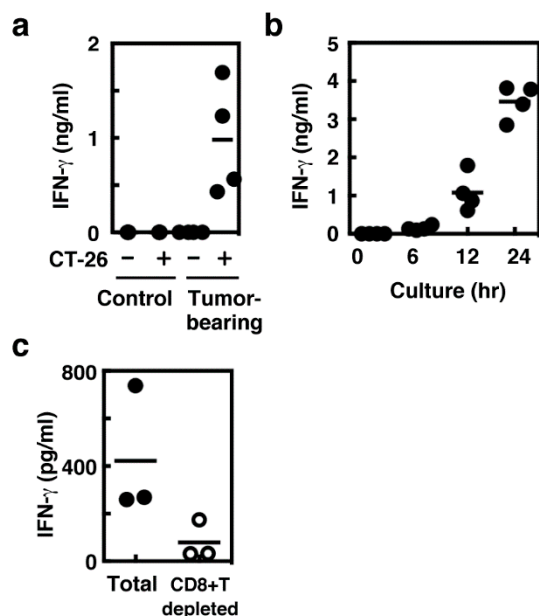 a
IFN-γ (ng/ml)
2
1
0
CT-26 − + − +
Control
Tumor-
bearing
b
IFN-γ (ng/ml)
5
4
3
2
1
0
0 6 12 24
Culture (hr)
c
IFN-γ (pg/ml)
800
400
0
Total
CD8+T
depleted